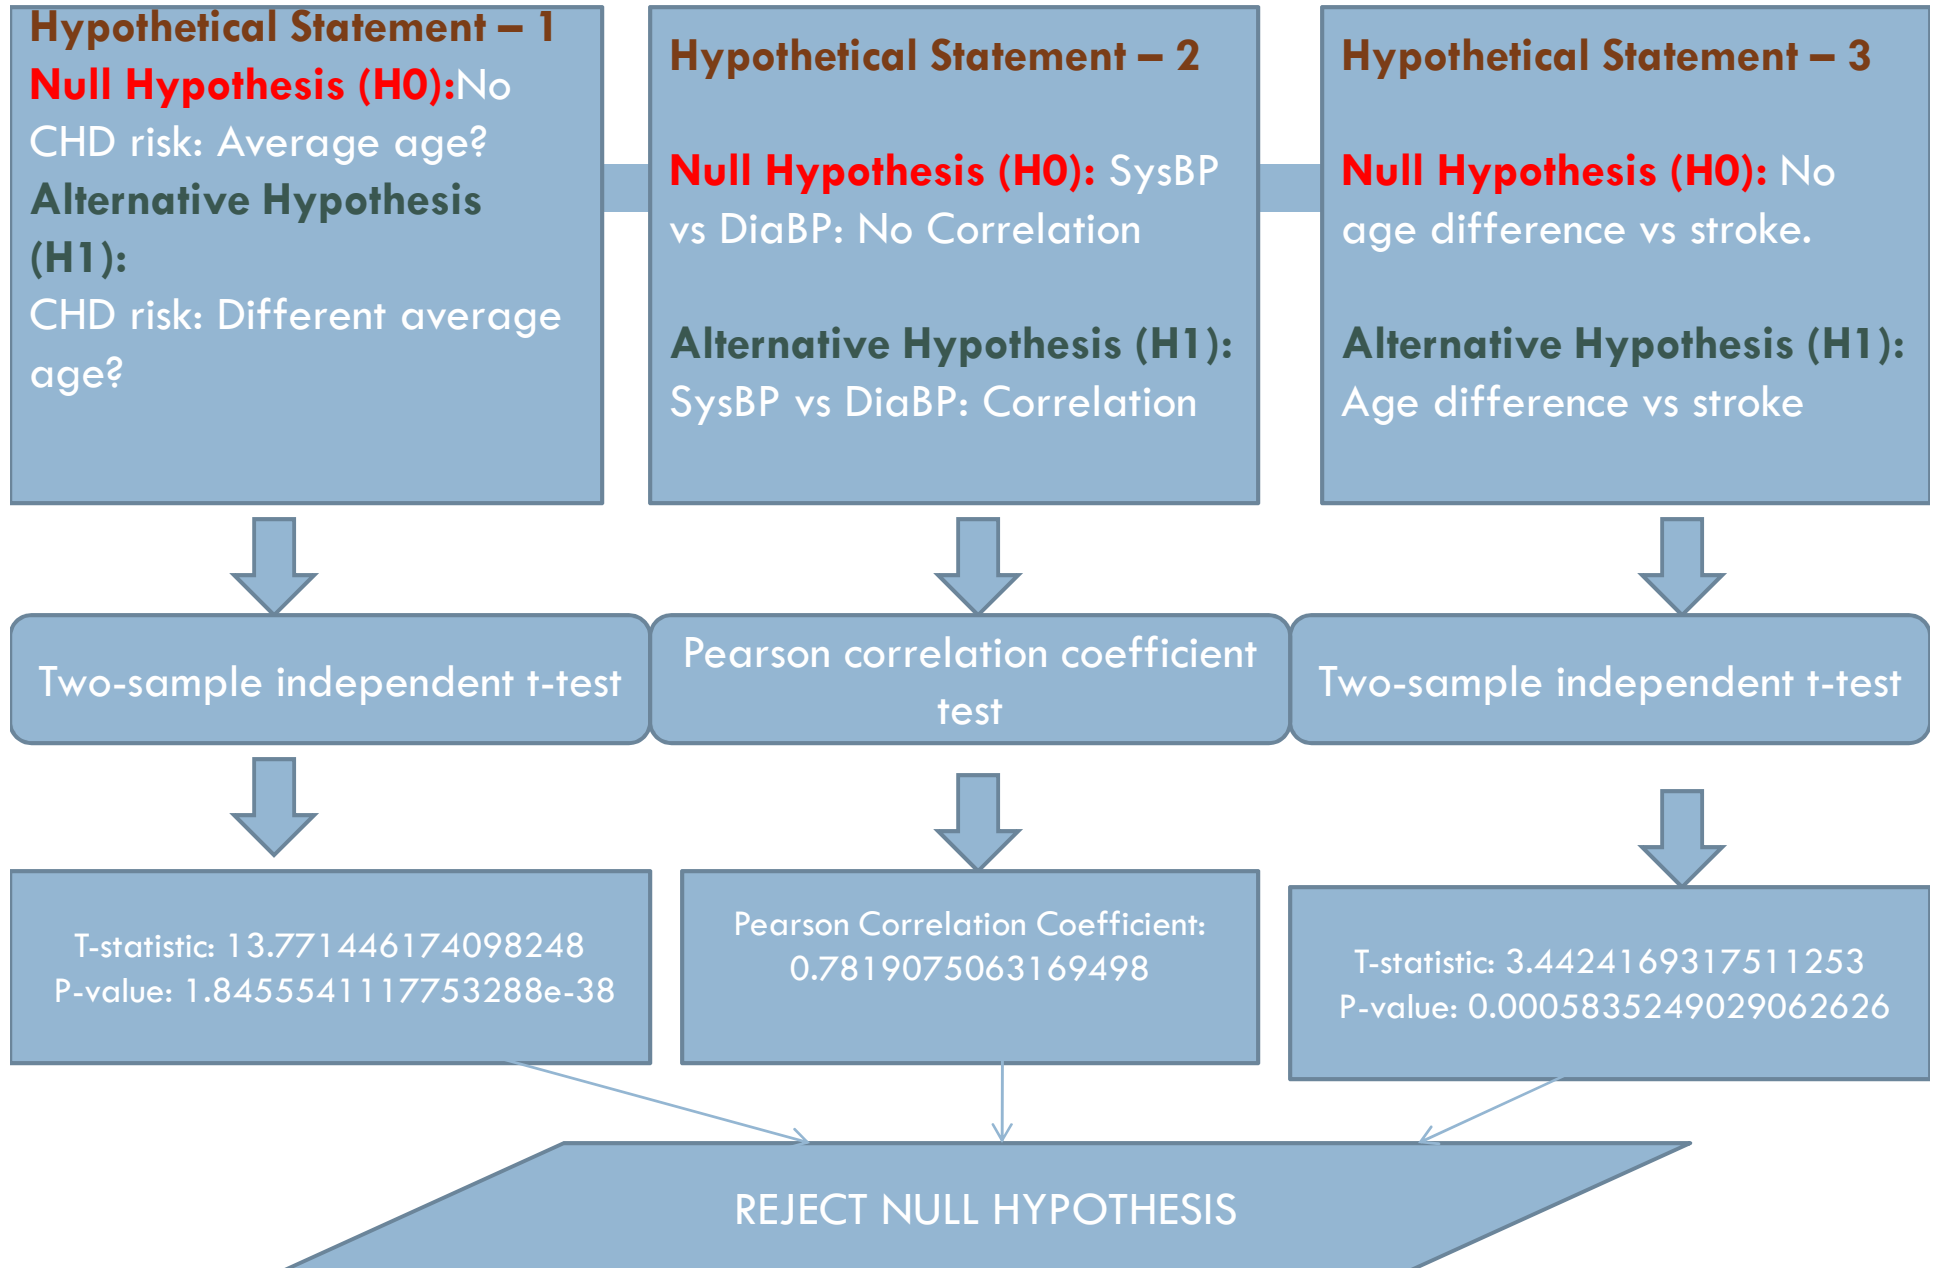 Hypothetical Statement – 1
Null Hypothesis (H0):No
CHD risk: Average age?
Alternative Hypothesis
(H1):
CHD risk: Different average
age?
Hypothetical Statement – 2
Null Hypothesis (H0): SysBP
vs DiaBP: No Correlation
Alternative Hypothesis (H1):
SysBP vs DiaBP: Correlation
Hypothetical Statement – 3
Null Hypothesis (H0): No
age difference vs stroke.
Alternative Hypothesis (H1):
Age difference vs stroke
Two-sample independent t-test
Pearson correlation coefficient
test
Two-sample independent t-test
T-statistic: 13.771446174098248
P-value: 1.8455541117753288e-38
Pearson Correlation Coefficient:
0.7819075063169498
T-statistic: 3.4424169317511253
P-value: 0.0005835249029062626
REJECT NULL HYPOTHESIS